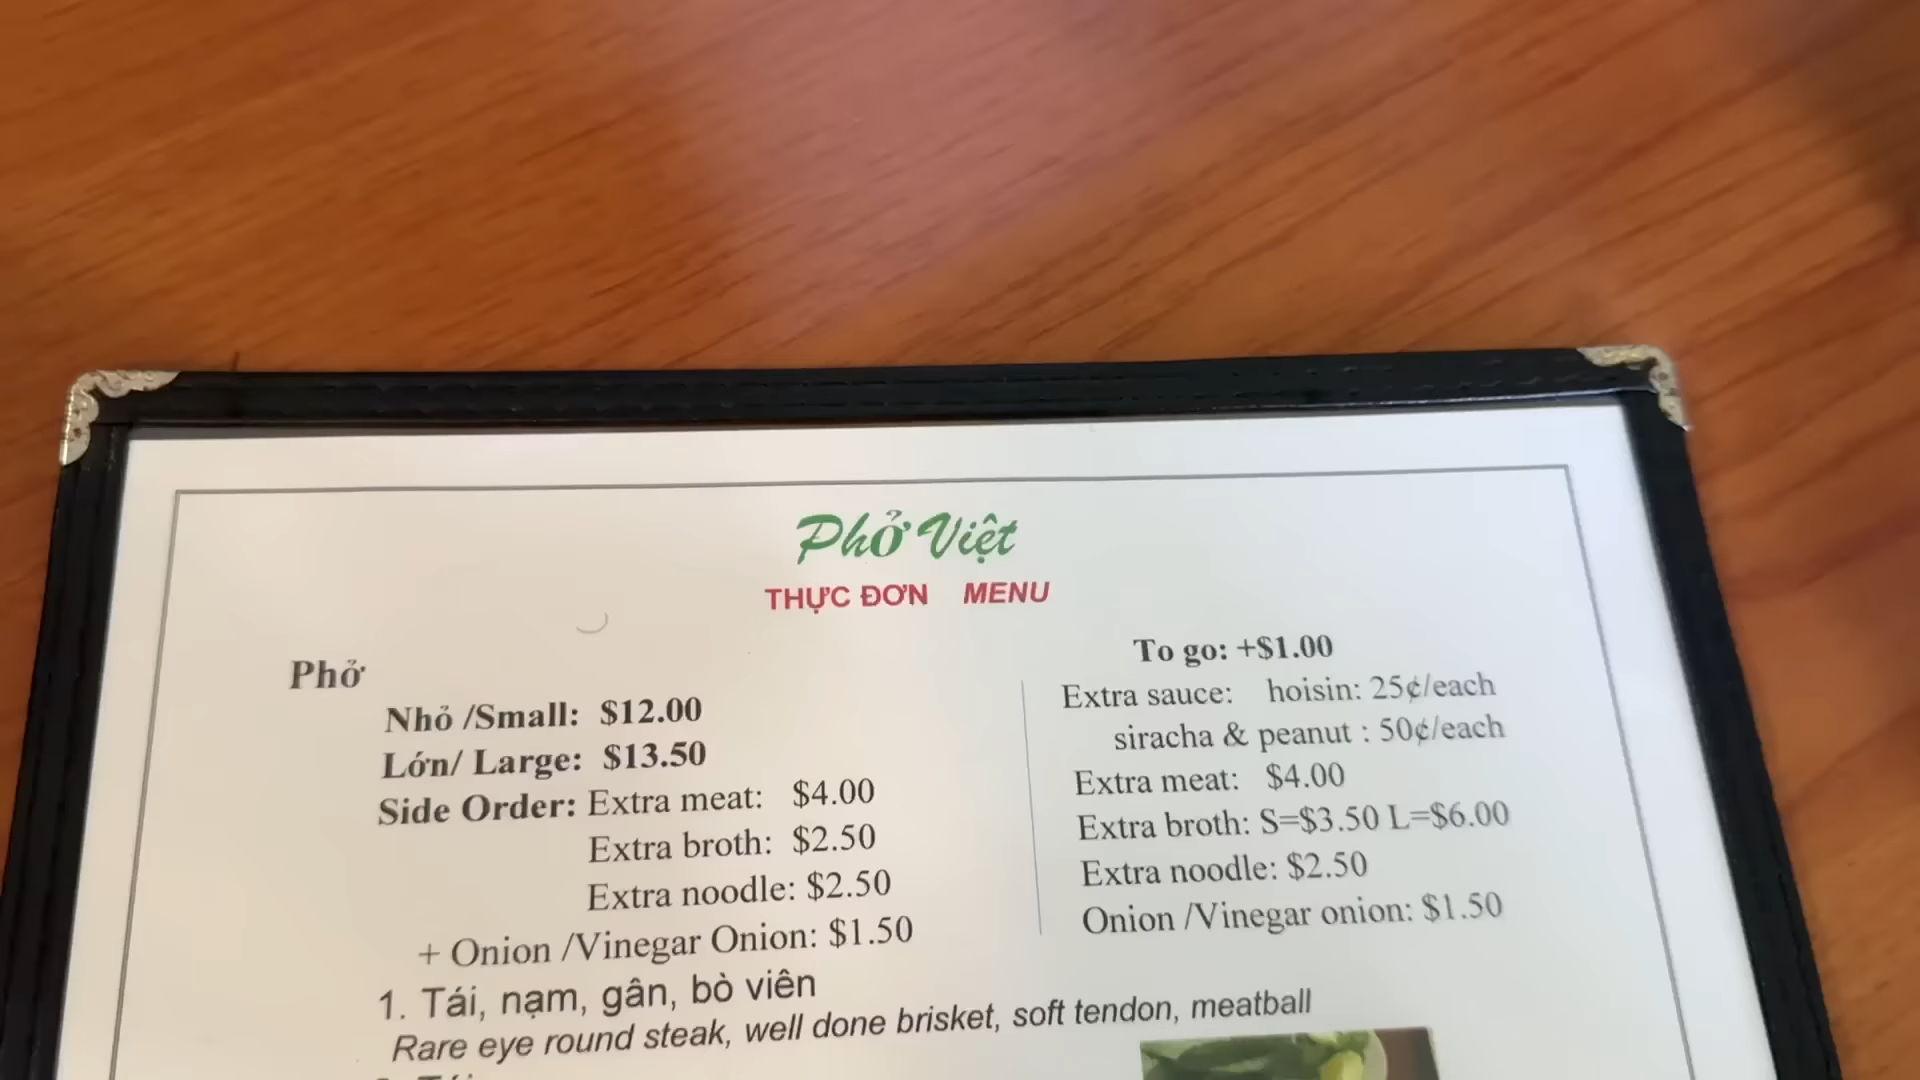 Phở Việt
THỰC ĐƠN MENU
Phở
Nhỏ /Small: $12.00
Lớn/ Large: $13.50
Side Order: Extra meat: $4.00
Extra broth: $2.50
Extra noodle: $2.50
+ Onion /Vinegar Onion: $1.50
To go: +$1.00
Extra sauce: hoisin: 25¢/each
siracha & peanut : 50¢/each
Extra meat: $4.00
Extra broth: S=$3.50 L=$6.00
Extra noodle: $2.50
Onion /Vinegar onion: $1.50
1. Tái, nạm, gân, bò viên
Rare eye round steak, well done brisket, soft tendon, meatball